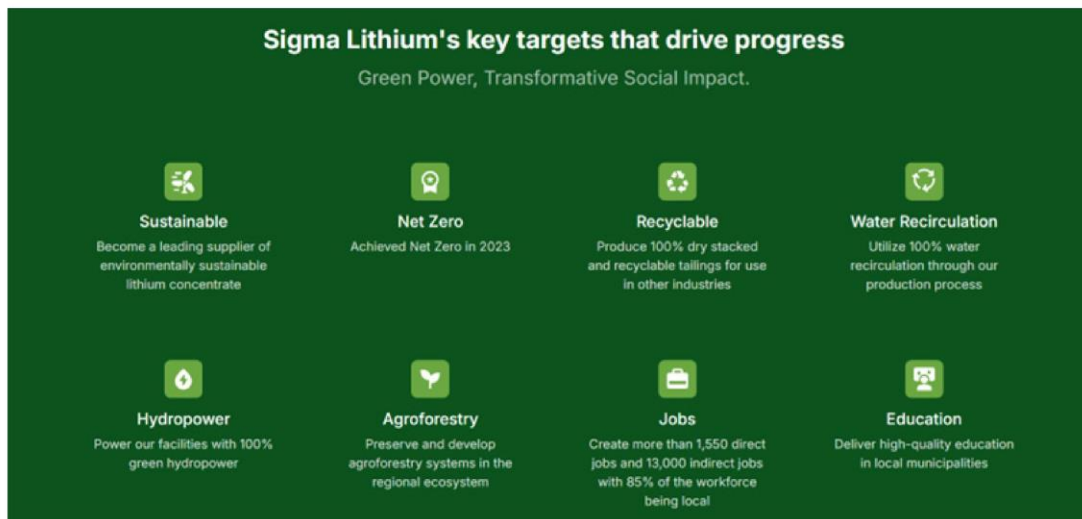 Sigma Lithium's key targets that drive progress
Green Power, Transformative Social Impact.
Sustainable
Become a leading supplier of
environmentally sustainable
lithium concentrate
Net Zero
Achieved Net Zero in 2023
Recyclable
Produce 100% dry stacked
and recyclable tailings for use
in other industries
Water Recirculation
Utilize 100% water
recirculation through our
production process
Hydropower
Power our facilities with 100%
green hydropower
Agroforestry
Preserve and develop
agroforestry systems in the
regional ecosystem
Jobs
Create more than 1,550 direct
jobs and 13,000 indirect jobs
with 85% of the workforce
being local
Education
Deliver high-quality education
in local municipalities